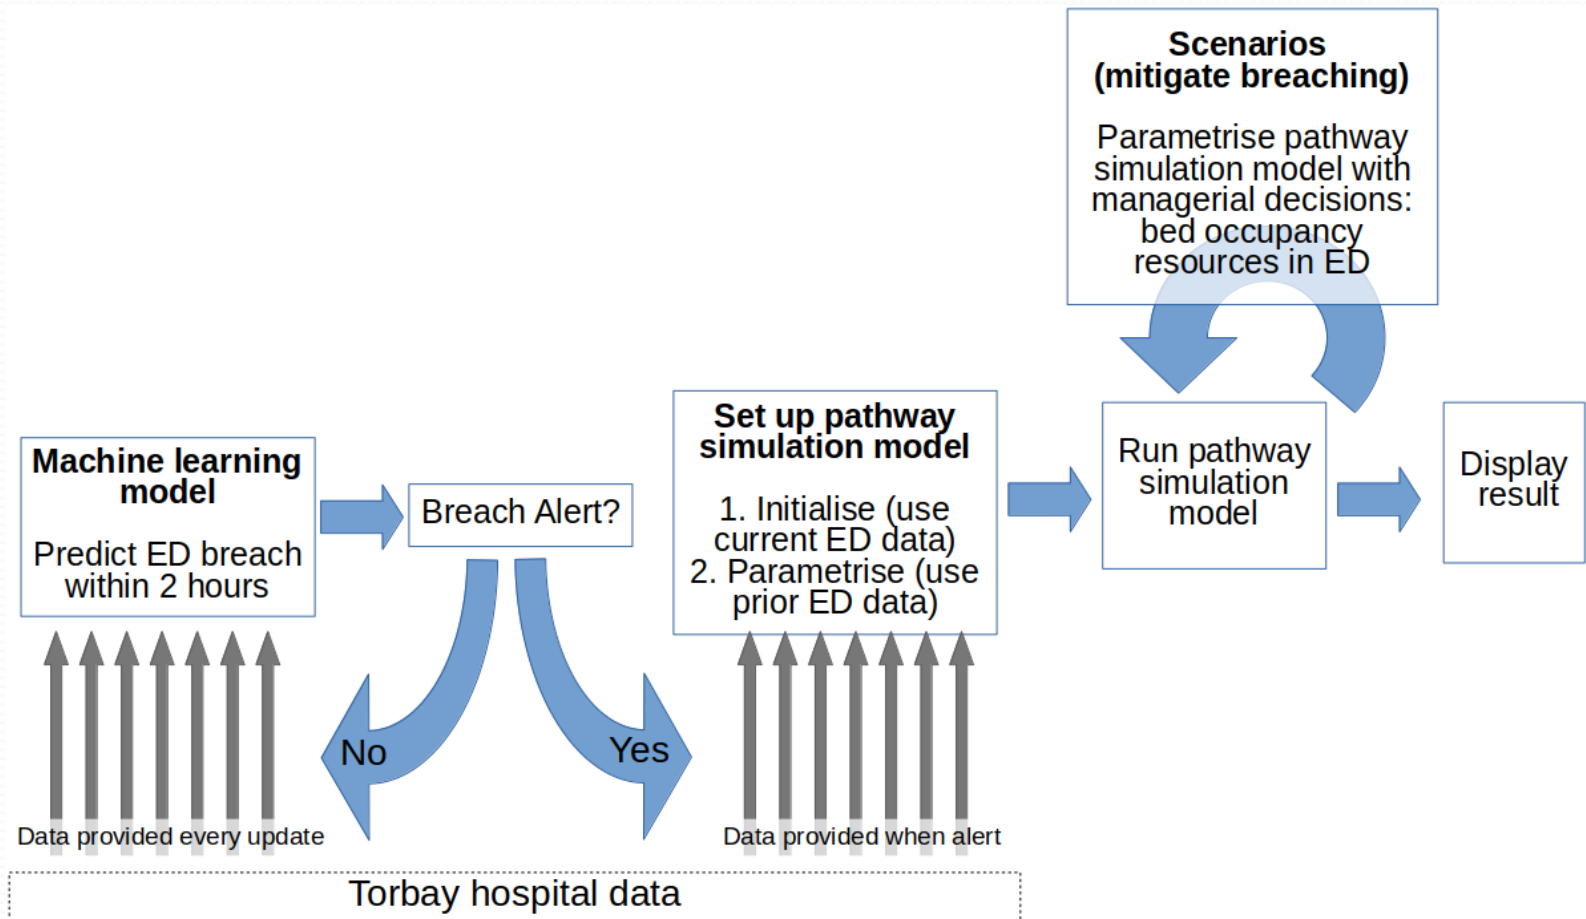 Scenarios
(mitigate breaching)
Parametrise pathway
simulation model with
managerial decisions:
bed occupancy
resources in ED
Machine learning
model
Predict ED breach
within 2 hours
Breach Alert?
Set up pathway
simulation model
1. Initialise (use
current ED data)
2. Parametrise (use
prior ED data)
Run pathway
simulation
model
Display
result
No
Yes
Data provided every update
Data provided when alert
Torbay hospital data